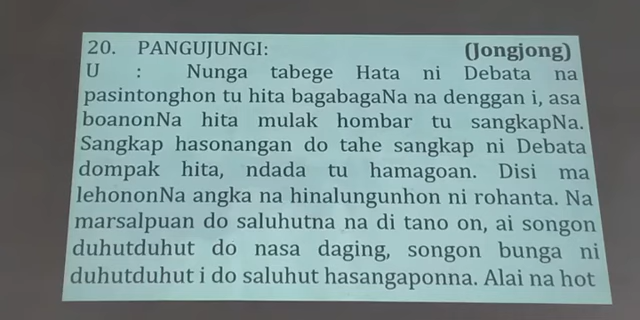 20. PANGUJUNGI: (Jongjong)
U : Nunga tabege Hata ni Debata na
pasintonghon tu hita bagabagaNa na denggan i, asa
boanonNa hita mulak hombar tu sangkapNa.
Sangkap hasonangan do tahe sangkap ni Debata
dompak hita, ndada tu hamagoan. Disi ma
lehononNa angka na hinalungunhon ni rohanta. Na
marsalpuan do saluhutna na di tano on, ai songon
duhutduhut do nasa daging, songon bunga ni
duhutduhut i do saluhut hasangaponna. Alai na hot